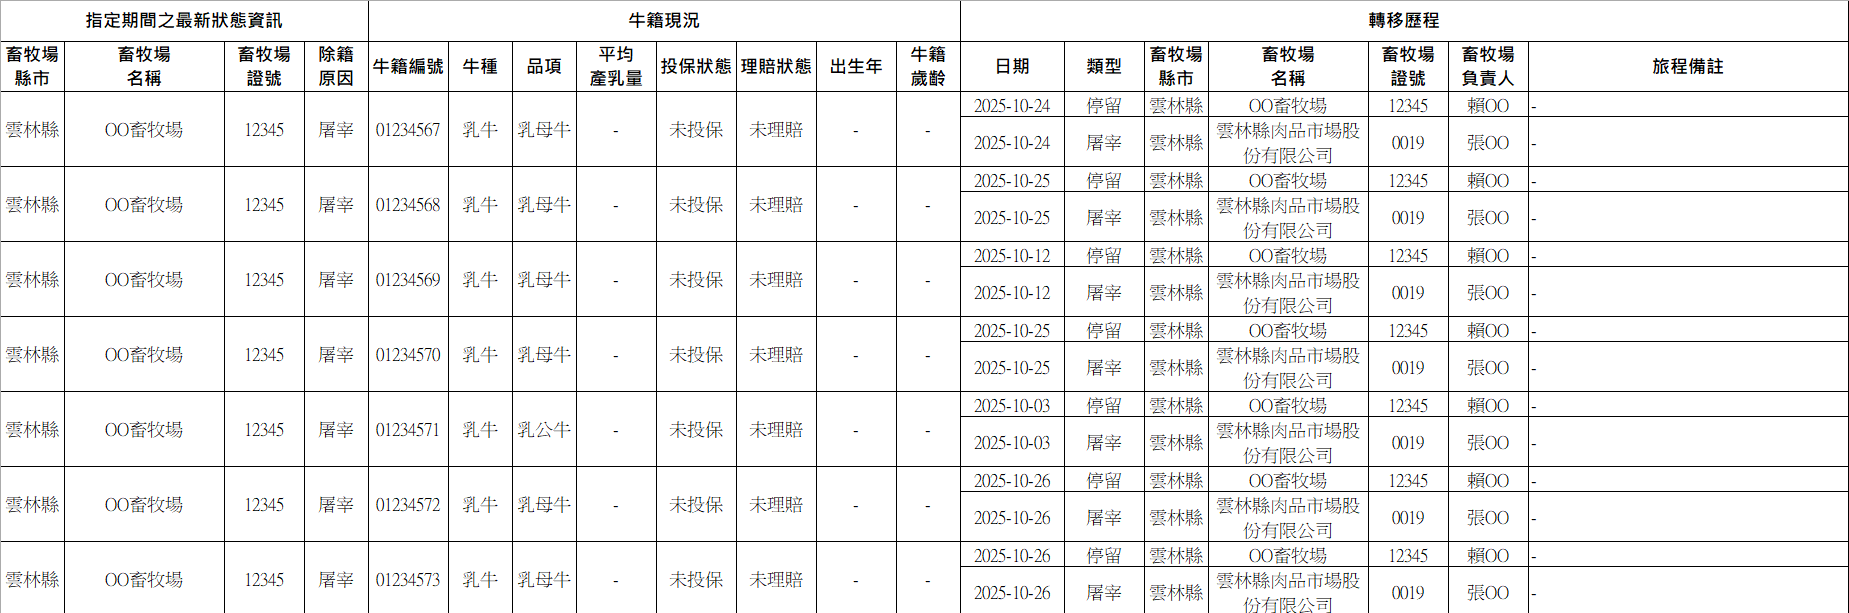 指定期間之最新狀態資訊 牛籍現況 轉移歷程
畜牧場縣市 畜牧場名稱 畜牧場證號 除籍原因 牛籍編號 牛種 品項 平均產乳量 投保狀態 理賠狀態 出生年 牛籍歲齡 日期 類型 畜牧場縣市 畜牧場名稱 畜牧場證號 畜牧場負責人 旅程備註
雲林縣 OO畜牧場 12345 屠宰 01234567 乳牛 乳母牛 - 未投保 未理賠 - - 2025-10-24 停留 雲林縣 OO畜牧場 12345 賴OO -
2025-10-24 屠宰 雲林縣 雲林縣肉品市場股份有限公司 0019 張OO -
雲林縣 OO畜牧場 12345 屠宰 01234568 乳牛 乳母牛 - 未投保 未理賠 - - 2025-10-25 停留 雲林縣 OO畜牧場 12345 賴OO -
2025-10-25 屠宰 雲林縣 雲林縣肉品市場股份有限公司 0019 張OO -
雲林縣 OO畜牧場 12345 屠宰 01234569 乳牛 乳母牛 - 未投保 未理賠 - - 2025-10-12 停留 雲林縣 OO畜牧場 12345 賴OO -
2025-10-12 屠宰 雲林縣 雲林縣肉品市場股份有限公司 0019 張OO -
雲林縣 OO畜牧場 12345 屠宰 01234570 乳牛 乳母牛 - 未投保 未理賠 - - 2025-10-25 停留 雲林縣 OO畜牧場 12345 賴OO -
2025-10-25 屠宰 雲林縣 雲林縣肉品市場股份有限公司 0019 張OO -
雲林縣 OO畜牧場 12345 屠宰 01234571 乳牛 乳公牛 - 未投保 未理賠 - - 2025-10-03 停留 雲林縣 OO畜牧場 12345 賴OO -
2025-10-03 屠宰 雲林縣 雲林縣肉品市場股份有限公司 0019 張OO -
雲林縣 OO畜牧場 12345 屠宰 01234572 乳牛 乳母牛 - 未投保 未理賠 - - 2025-10-26 停留 雲林縣 OO畜牧場 12345 賴OO -
2025-10-26 屠宰 雲林縣 雲林縣肉品市場股份有限公司 0019 張OO -
雲林縣 OO畜牧場 12345 屠宰 01234573 乳牛 乳母牛 - 未投保 未理賠 - - 2025-10-26 停留 雲林縣 OO畜牧場 12345 賴OO -
2025-10-26 屠宰 雲林縣 雲林縣肉品市場股份有限公司 0019 張OO -